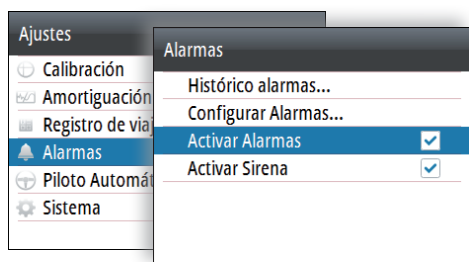 Ajustes
Calibración
Amortiguación
Registro de viaj
Alarmas
Piloto Automát
Sistema
Alarmas
Histórico alarmas...
Configurar Alarmas...
Activar Alarmas
Activar Sirena